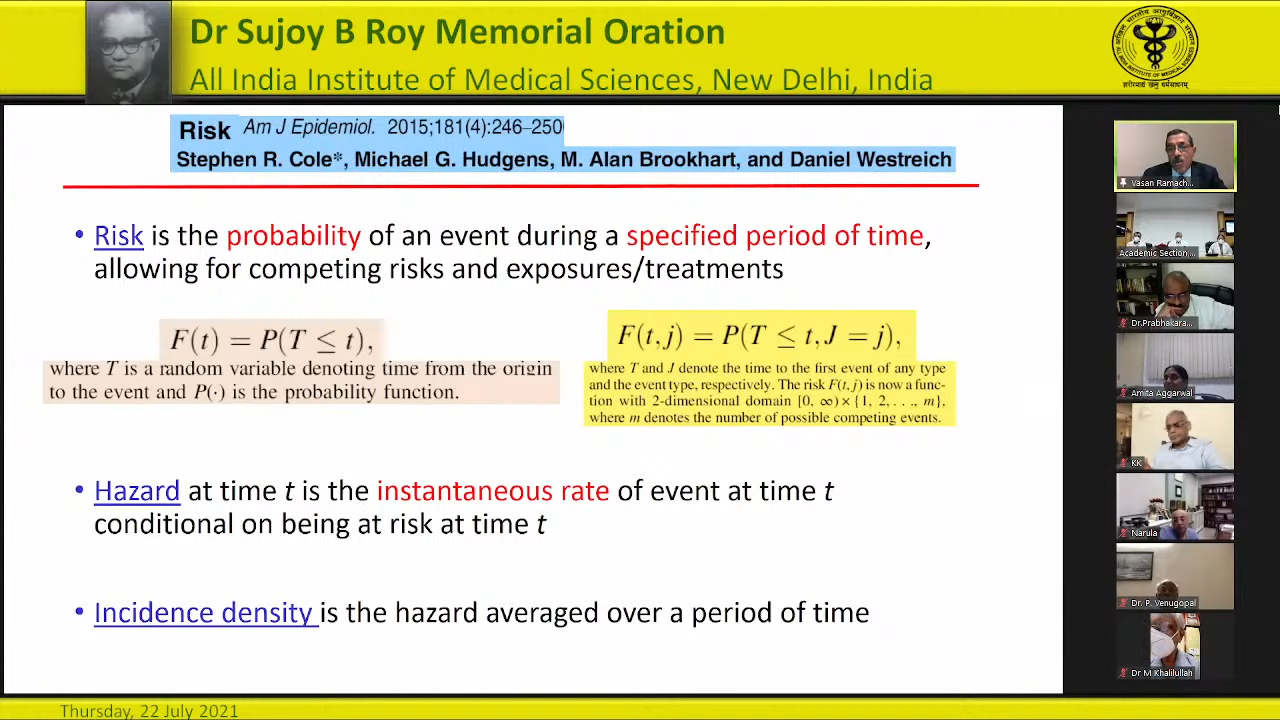 Dr Sujoy B Roy Memorial Oration
All India Institute of Medical Sciences, New Delhi, India
Risk Am J Epidemiol. 2015;181(4):246–250
Stephen R. Cole*, Michael G. Hudgens, M. Alan Brookhart, and Daniel Westreich
• Risk is the probability of an event during a specified period of time,
allowing for competing risks and exposures/treatments
F(t) = P(T ≤ t),
where T is a random variable denoting time from the origin
to the event and P(·) is the probability function.
F(t, j) = P(T ≤ t, J = j),
where T and J denote the time to the first event of any type
and the event type, respectively. The risk F(t, j) is now a func-
tion with 2-dimensional domain [0, ∞) × {1, 2, . . ., m},
where m denotes the number of possible competing events.
• Hazard at time t is the instantaneous rate of event at time t
conditional on being at risk at time t
• Incidence density is the hazard averaged over a period of time
Thursday, 22 July 2021
Vasan Ramach...
Academic Section,...
Dr.Prabhakara...
Amita Aggarwal
KK
Narula
Dr. P. Venugopal
Dr M Khalilullah